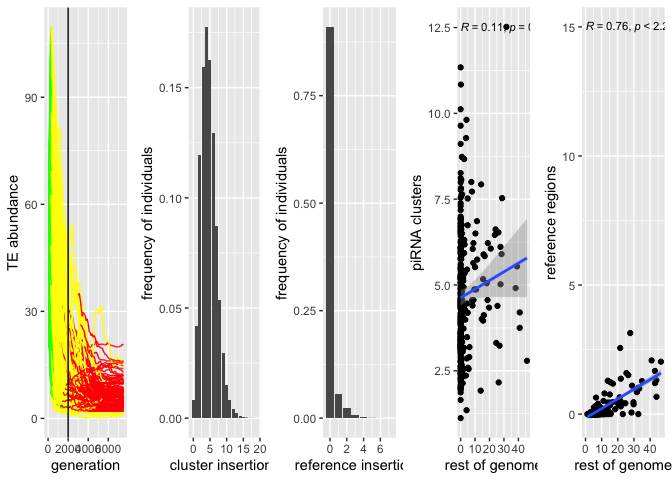 TE abundance
90
60
30
0
0 2000 4000 6000
generation
frequency of individuals
0.15
0.10
0.05
0.00
0 5 10 15 20
cluster insertion
frequency of individuals
0.75
0.50
0.25
0.00
0 2 4 6
reference insertic
piRNA clusters
12.5
10.0
7.5
5.0
2.5
R = 0.11, p = 0
0 10 20 30 40
rest of genome
reference regions
15
10
5
0
R = 0.76, p < 2.2
0 10 20 30 40
rest of genome